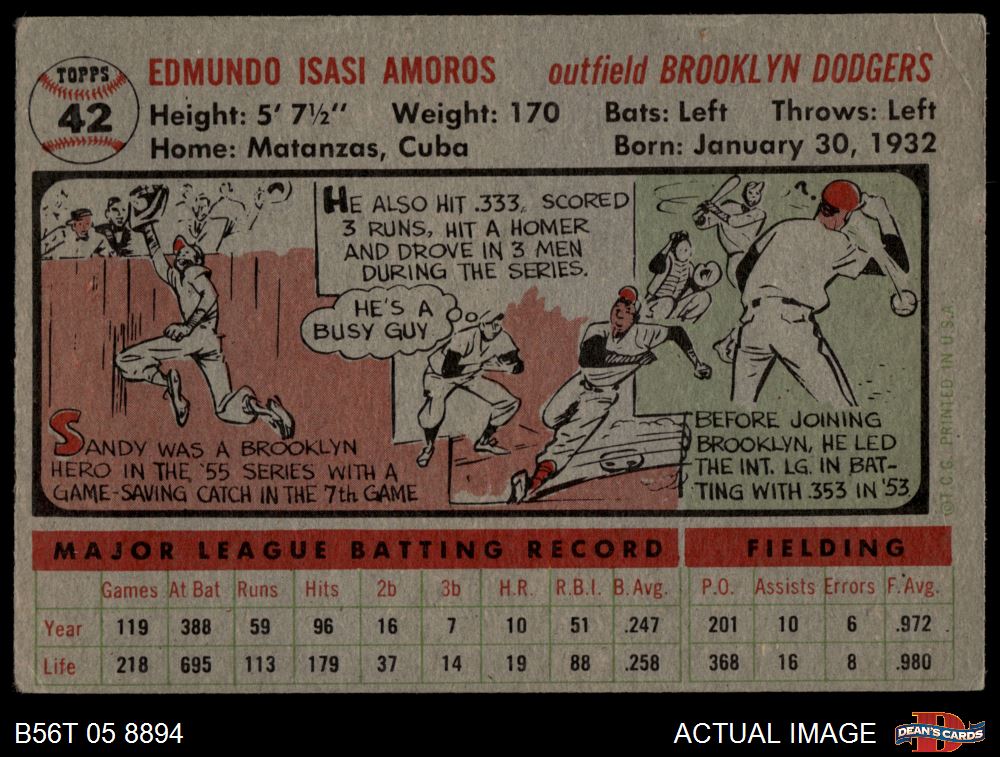 TOPPS
42
EDMUNDO ISASI AMOROS outfield BROOKLYN DODGERS
Height: 5' 7½" Weight: 170 Bats: Left Throws: Left
Home: Matanzas, Cuba Born: January 30, 1932
HE ALSO HIT .333, SCORED
3 RUNS, HIT A HOMER
AND DROVE IN 3 MEN
DURING THE SERIES.
HE'S A
BUSY GUY
SANDY WAS A BROOKLYN
HERO IN THE '55 SERIES WITH A
GAME-SAVING CATCH IN THE 7th GAME
BEFORE JOINING
BROOKLYN, HE LED
THE INT. LG. IN BAT-
TING WITH .353 IN '53.
©T.C.G. PRINTED IN U.S.A
MAJOR LEAGUE BATTING RECORD FIELDING
Games At Bat Runs Hits 2b 3b H.R. R.B.I. B. Avg. P.O. Assists Errors F. Avg.
Year 119 388 59 96 16 7 10 51 .247 201 10 6 .972
Life 218 695 113 179 37 14 19 88 .258 368 16 8 .980
B56T 05 8894 ACTUAL IMAGE DEAN'S CARDS